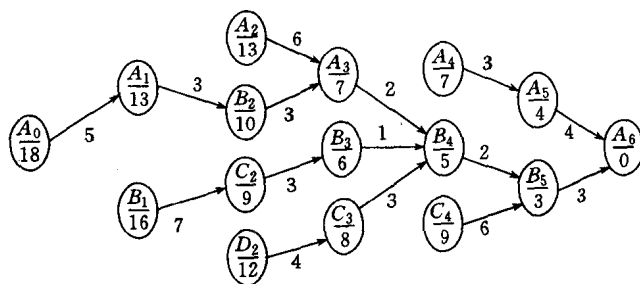 A₀ 18
5
A₁ 13
3
B₁ 16
7
A₂ 13
6
B₂ 10
3
C₂ 9
3
D₂ 12
4
A₃ 7
2
B₃ 6
1
C₃ 8
3
A₄ 7
3
B₄ 5
2
C₄ 9
6
A₅ 4
4
B₅ 3
3
A₆ 0